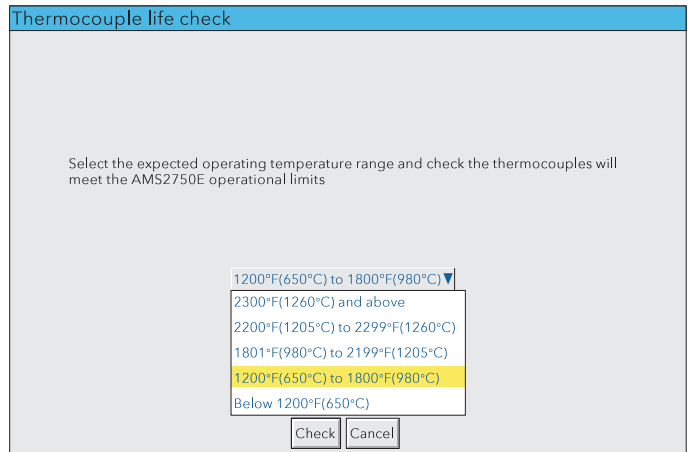 Thermocouple life check
Select the expected operating temperature range and check the thermocouples will
meet the AMS2750E operational limits
1200°F(650°C) to 1800°F(980°C)▼
2300°F(1260°C) and above
2200°F(1205°C) to 2299°F(1260°C)
1801°F(980°C) to 2199°F(1205°C)
1200°F(650°C) to 1800°F(980°C)
Below 1200°F(650°C)
Check Cancel